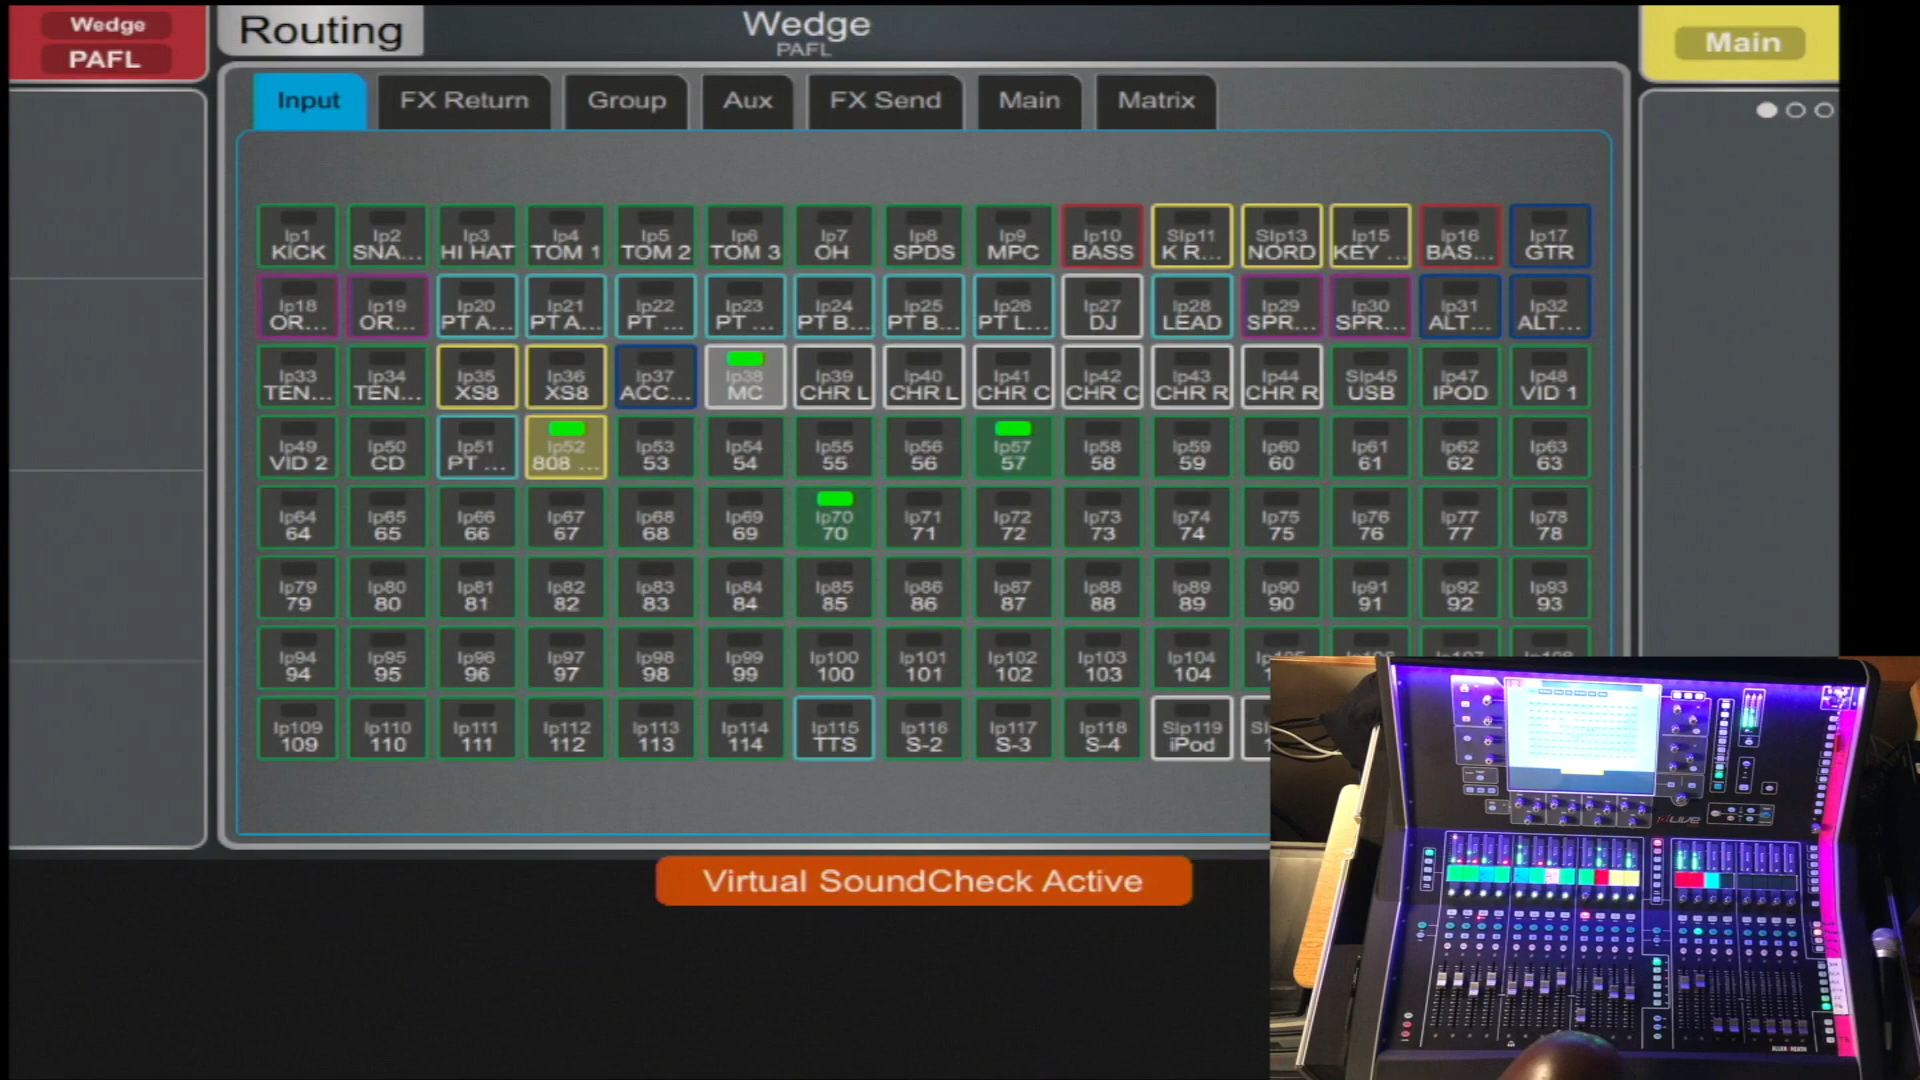 Wedge
PAFL
Routing
Wedge
PAFL
Main
Input
FX Return
Group
Aux
FX Send
Main
Matrix
Ip1 Ip2 Ip3 Ip4 Ip5 Ip6 Ip7 Ip8 Ip9 Ip10 SIp11 SIp13 Ip15 Ip16 Ip17
KICK SNA... HI HAT TOM 1 TOM 2 TOM 3 OH SPDS MPC BASS K R... NORD KEY ... BAS... GTR
Ip18 Ip19 Ip20 Ip21 Ip22 Ip23 Ip24 Ip25 Ip26 Ip27 Ip28 Ip29 Ip30 Ip31 Ip32
OR... OR... PT A... PT A... PT ... PT ... PT B... PT B... PT L... DJ LEAD SPR... SPR... ALT... ALT...
Ip33 Ip34 Ip35 Ip36 Ip37 Ip38 Ip39 Ip40 Ip41 Ip42 Ip43 Ip44 SIp45 Ip47 Ip48
TEN... TEN... XS8 XS8 ACC... MC CHR L CHR L CHR C CHR C CHR R CHR R USB IPOD VID 1
Ip49 Ip50 Ip51 Ip52 Ip53 Ip54 Ip55 Ip56 Ip57 Ip58 Ip59 Ip60 Ip61 Ip62 Ip63
VID 2 CD PT ... 808 ... 53 54 55 56 57 58 59 60 61 62 63
Ip64 Ip65 Ip66 Ip67 Ip68 Ip69 Ip70 Ip71 Ip72 Ip73 Ip74 Ip75 Ip76 Ip77 Ip78
64 65 66 67 68 69 70 71 72 73 74 75 76 77 78
Ip79 Ip80 Ip81 Ip82 Ip83 Ip84 Ip85 Ip86 Ip87 Ip88 Ip89 Ip90 Ip91 Ip92 Ip93
79 80 81 82 83 84 85 86 87 88 89 90 91 92 93
Ip94 Ip95 Ip96 Ip97 Ip98 Ip99 Ip100 Ip101 Ip102 Ip103 Ip104
94 95 96 97 98 99 100 101 102 103 104
Ip109 Ip110 Ip111 Ip112 Ip113 Ip114 Ip115 Ip116 Ip117 Ip118 SIp119
109 110 111 112 113 114 TTS S-2 S-3 S-4 iPod
Virtual SoundCheck Active
dLIVE
ALLEN&HEATH